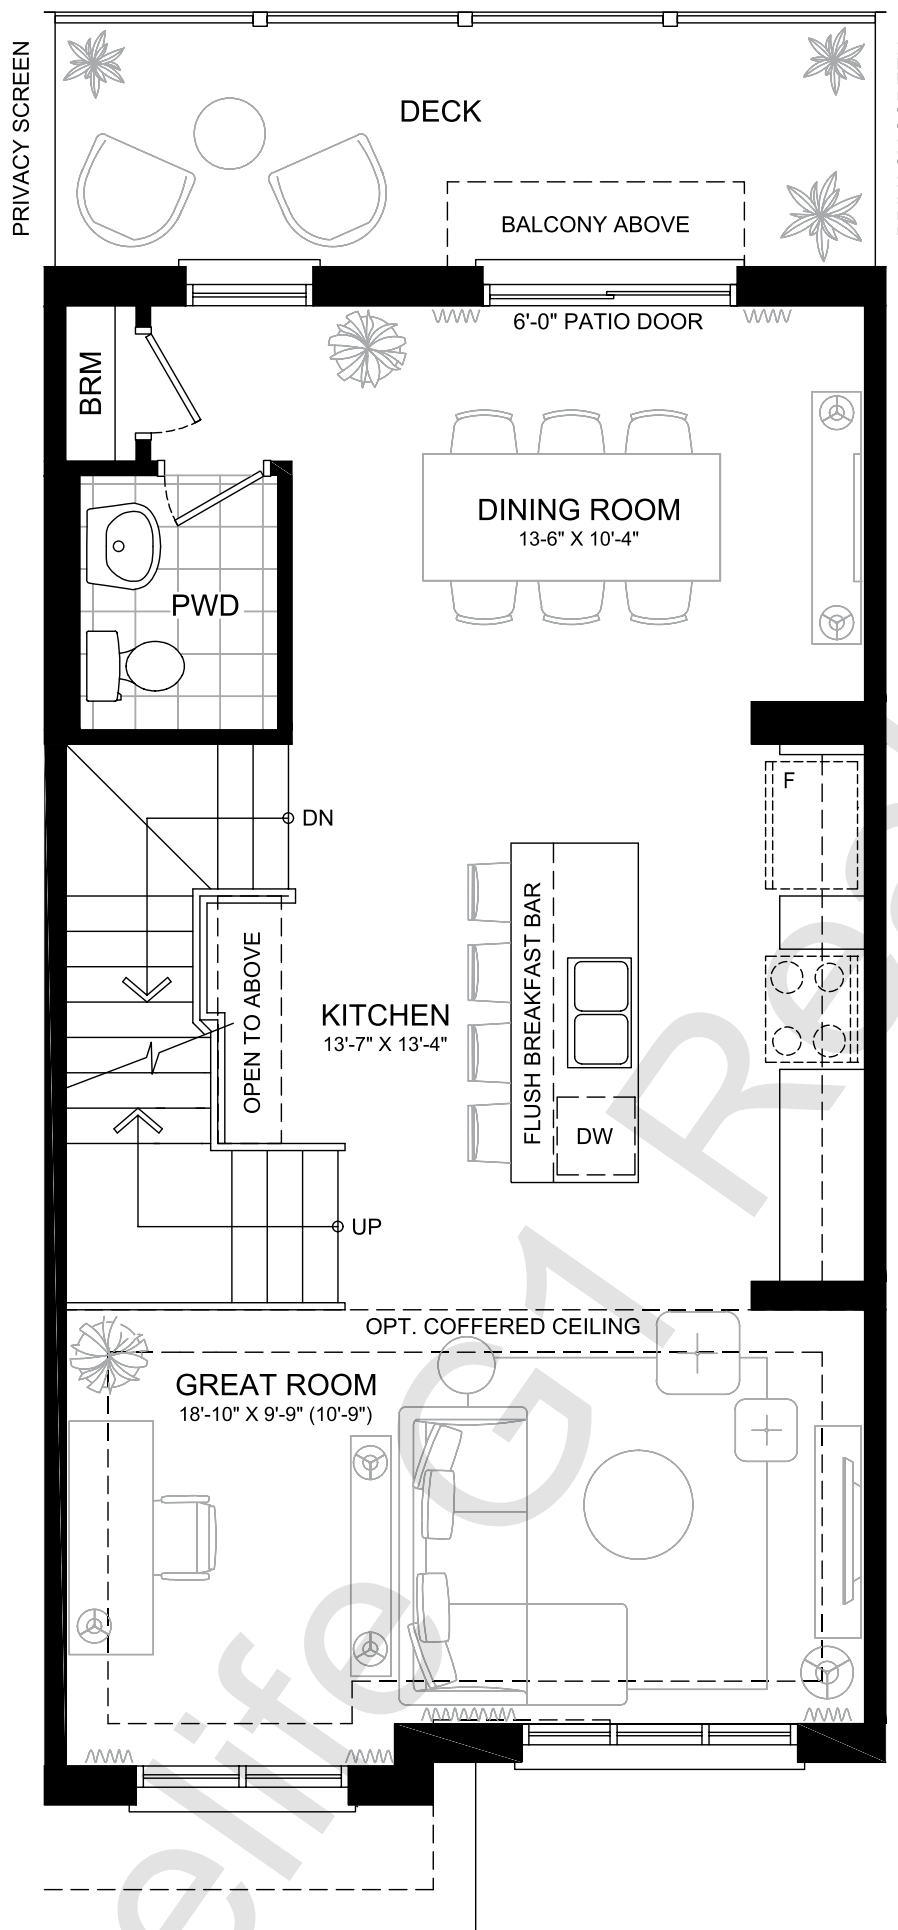 PRIVACY SCREEN
DECK
BALCONY ABOVE
6'-0" PATIO DOOR
BRM
DINING ROOM
13-6" X 10'-4"
PWD
F
DN
FLUSH BREAKFAST BAR
OPEN TO ABOVE
KITCHEN
13'-7" X 13'-4"
DW
UP
OPT. COFFERED CEILING
GREAT ROOM
18'-10" X 9'-9" (10'-9")
G1